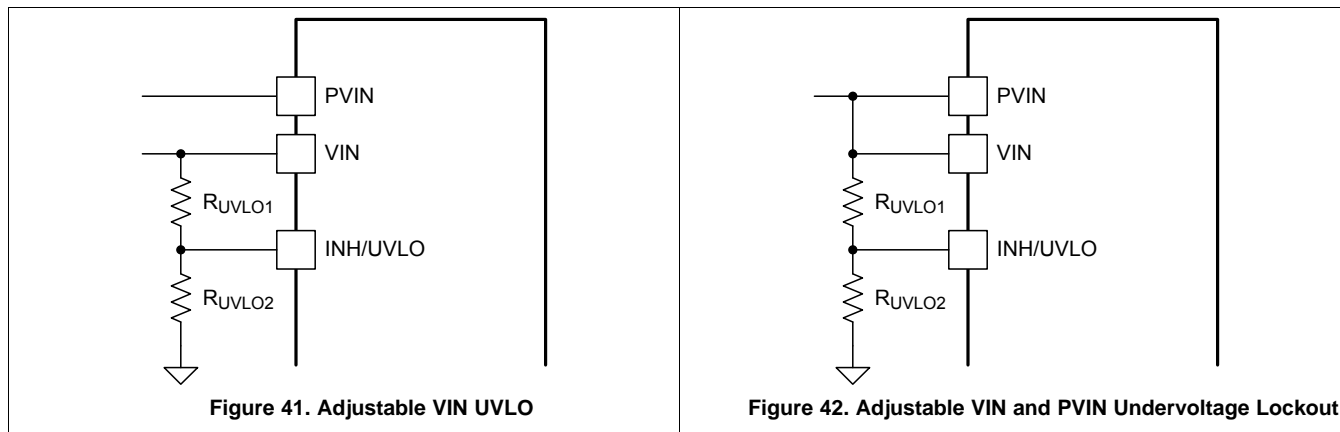 PVIN
VIN
RUVLO1
INH/UVLO
RUVLO2
Figure 41. Adjustable VIN UVLO
PVIN
VIN
RUVLO1
INH/UVLO
RUVLO2
Figure 42. Adjustable VIN and PVIN Undervoltage Lockout